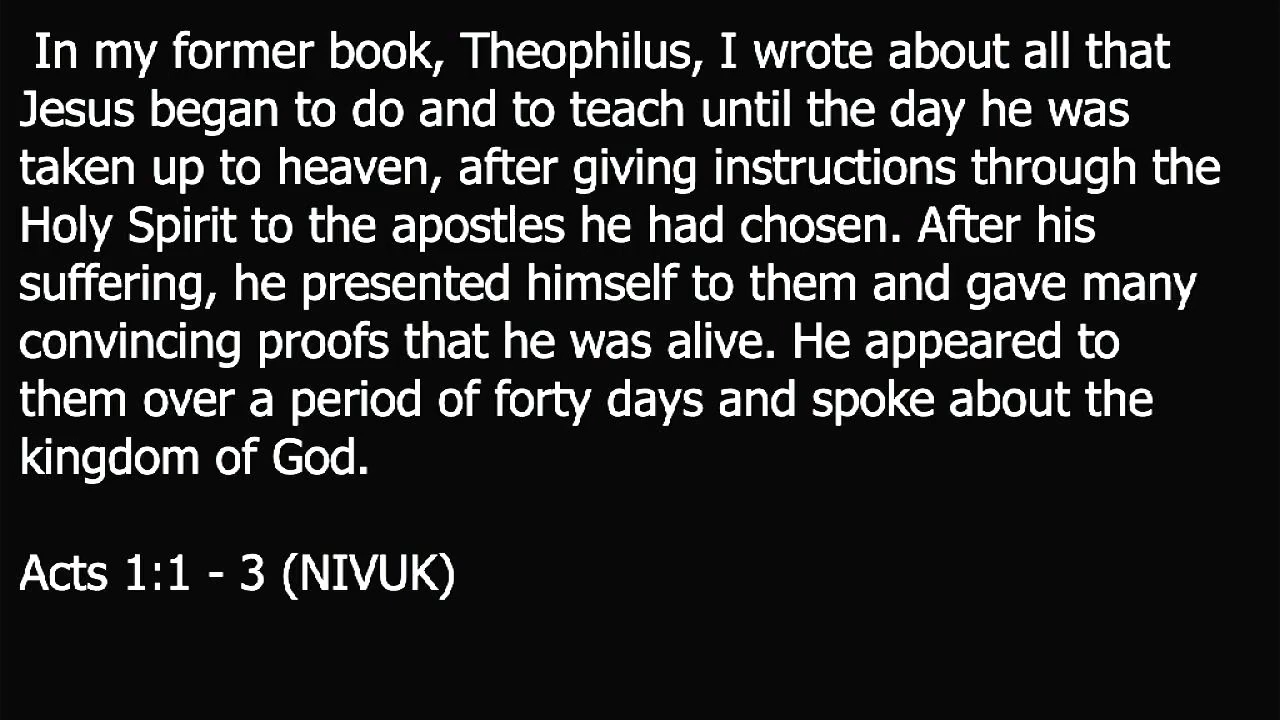 In my former book, Theophilus, I wrote about all that
Jesus began to do and to teach until the day he was
taken up to heaven, after giving instructions through the
Holy Spirit to the apostles he had chosen. After his
suffering, he presented himself to them and gave many
convincing proofs that he was alive. He appeared to
them over a period of forty days and spoke about the
kingdom of God.
Acts 1:1 - 3 (NIVUK)